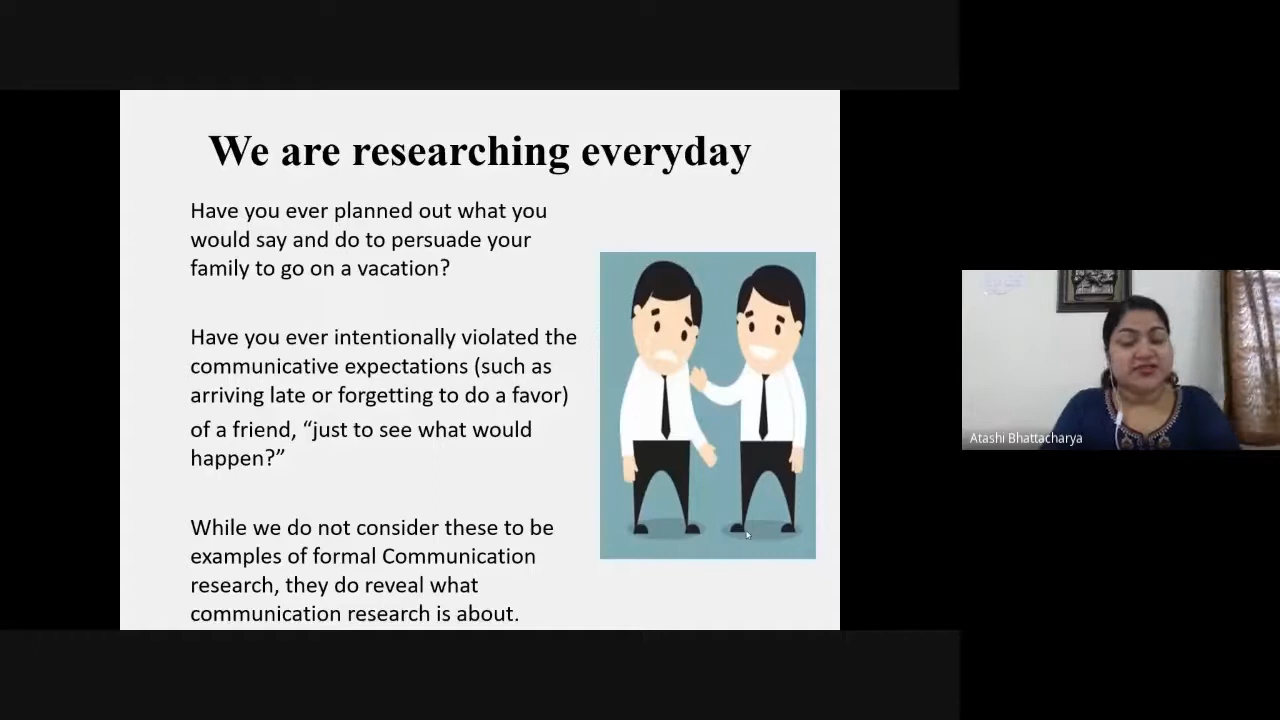 We are researching everyday
Have you ever planned out what you
would say and do to persuade your
family to go on a vacation?
Have you ever intentionally violated the
communicative expectations (such as
arriving late or forgetting to do a favor)
of a friend, “just to see what would
happen?”
While we do not consider these to be
examples of formal Communication
research, they do reveal what
communication research is about.
Atashi Bhattacharya